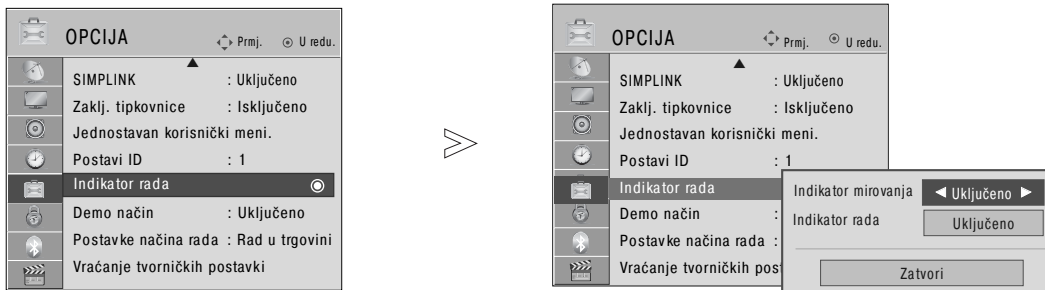 OPCIJA Prmj. U redu.
SIMPLINK : Uključeno
Zaklj. tipkovnice : Isključeno
Jednostavan korisnički meni.
Postavi ID : 1
Indikator rada
Demo način : Uključeno
Postavke načina rada : Rad u trgovini
Vraćanje tvorničkih postavki
OPCIJA Prmj. U redu.
SIMPLINK : Uključeno
Zaklj. tipkovnice : Isključeno
Jednostavan korisnički meni.
Postavi ID : 1
Indikator rada
Demo način :
Postavke načina rada :
Vraćanje tvorničkih post
Indikator mirovanja ◀ Uključeno ▶
Indikator rada Uključeno
Zatvori